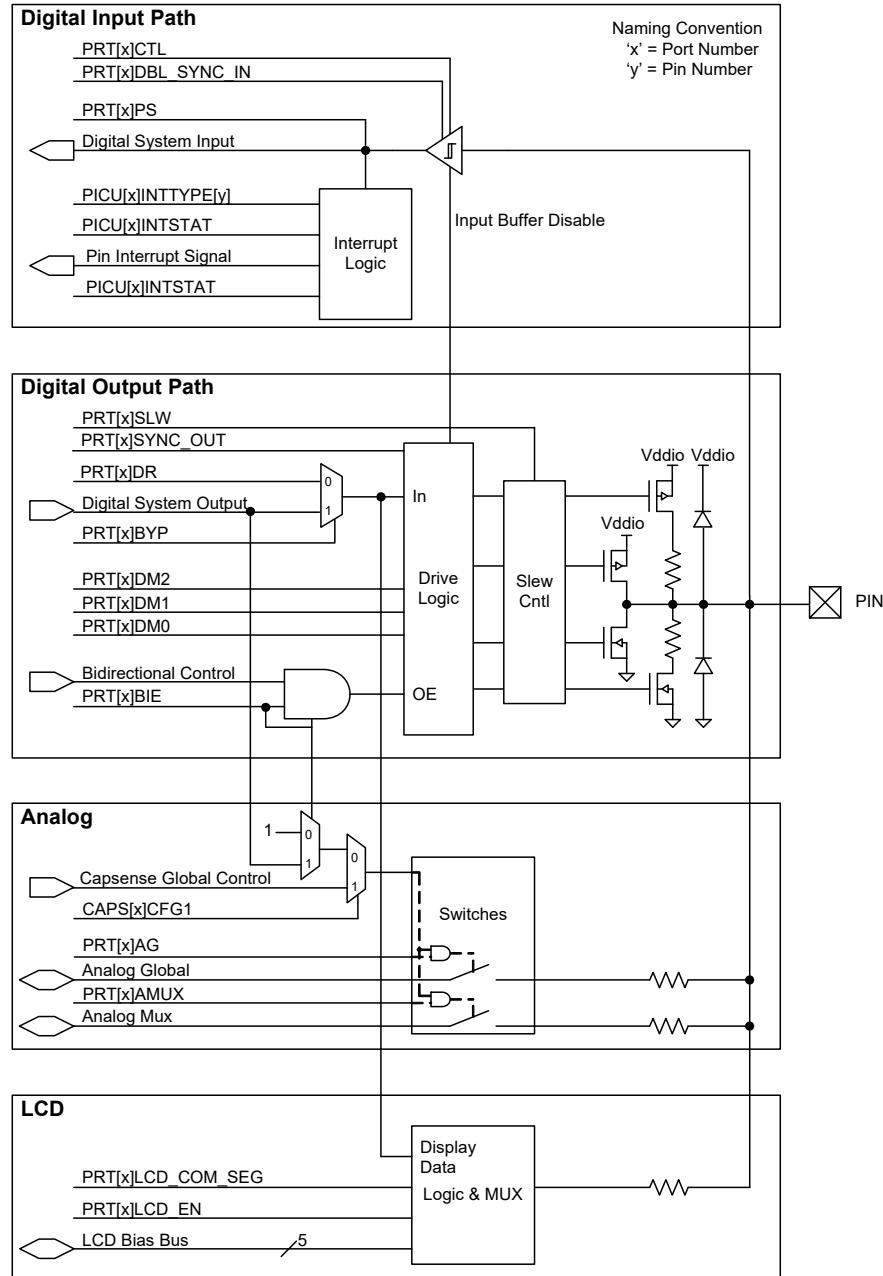 Digital Input Path
Naming Convention
‘x’ = Port Number
‘y’ = Pin Number
PRT[x]CTL
PRT[x]DBL_SYNC_IN
PRT[x]PS
Digital System Input
PICU[x]INTTYPE[y]
PICU[x]INTSTAT
Pin Interrupt Signal
PICU[x]INTSTAT
Interrupt
Logic
Input Buffer Disable
Digital Output Path
PRT[x]SLW
PRT[x]SYNC_OUT
PRT[x]DR
Digital System Output
PRT[x]BYP
0
1
In
PRT[x]DM2
PRT[x]DM1
PRT[x]DM0
Drive
Logic
Slew
Cntl
Bidirectional Control
PRT[x]BIE
OE
Vddio Vddio
Vddio
PIN
Analog
1
0
1
0
1
Capsense Global Control
CAPS[x]CFG1
Switches
PRT[x]AG
Analog Global
PRT[x]AMUX
Analog Mux
LCD
Display
Data
Logic & MUX
PRT[x]LCD_COM_SEG
PRT[x]LCD_EN
LCD Bias Bus
5